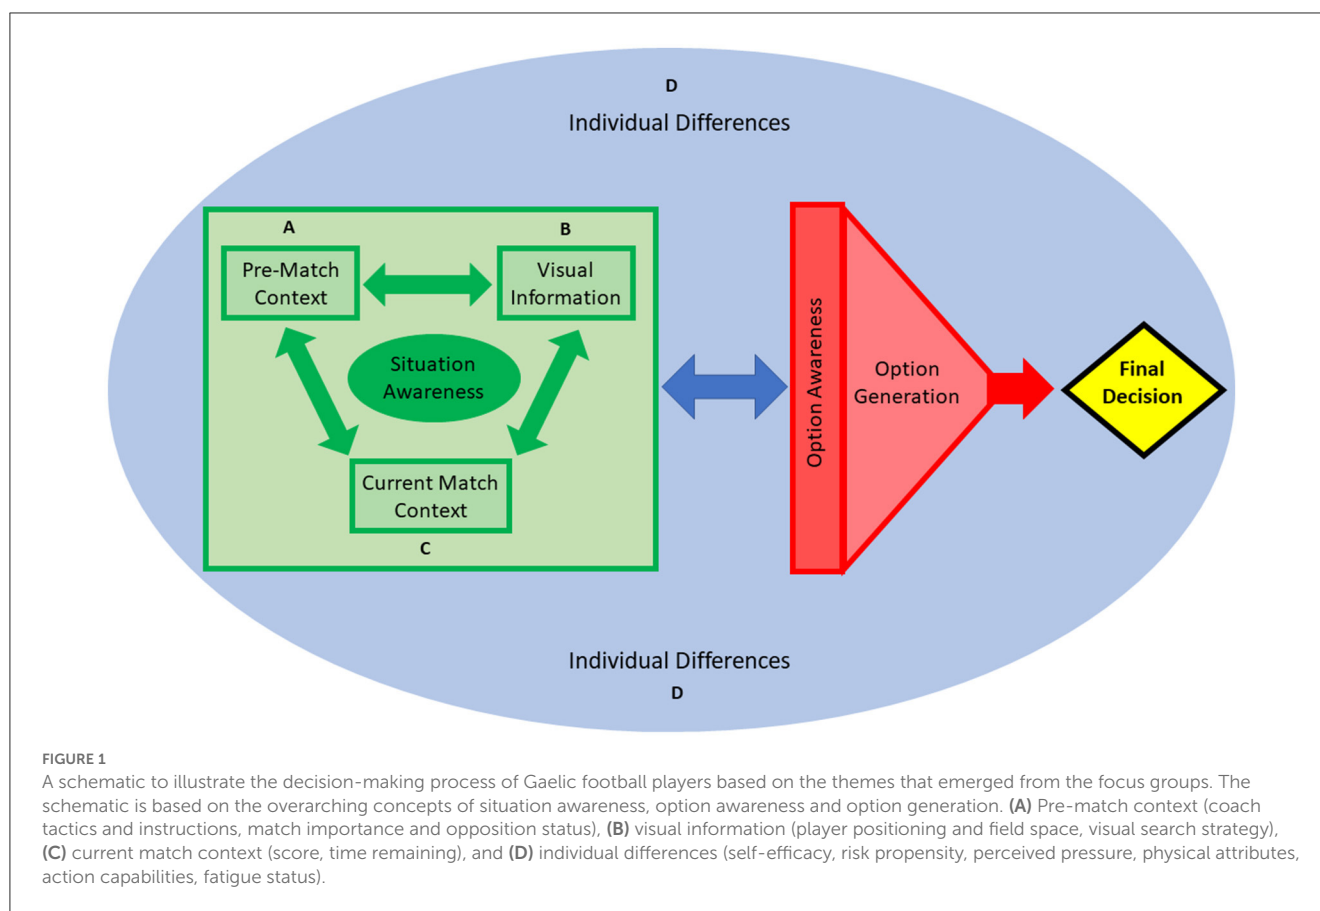 D
Individual Differences
A
B
Pre-Match
Context
Visual
Information
Situation
Awareness
Current Match
Context
C
Option Awareness
Option
Generation
Final
Decision
Individual Differences
D
FIGURE 1
A schematic to illustrate the decision-making process of Gaelic football players based on the themes that emerged from the focus groups. The
schematic is based on the overarching concepts of situation awareness, option awareness and option generation. (A) Pre-match context (coach
tactics and instructions, match importance and opposition status), (B) visual information (player positioning and field space, visual search strategy),
(C) current match context (score, time remaining), and (D) individual differences (self-efficacy, risk propensity, perceived pressure, physical attributes,
action capabilities, fatigue status).